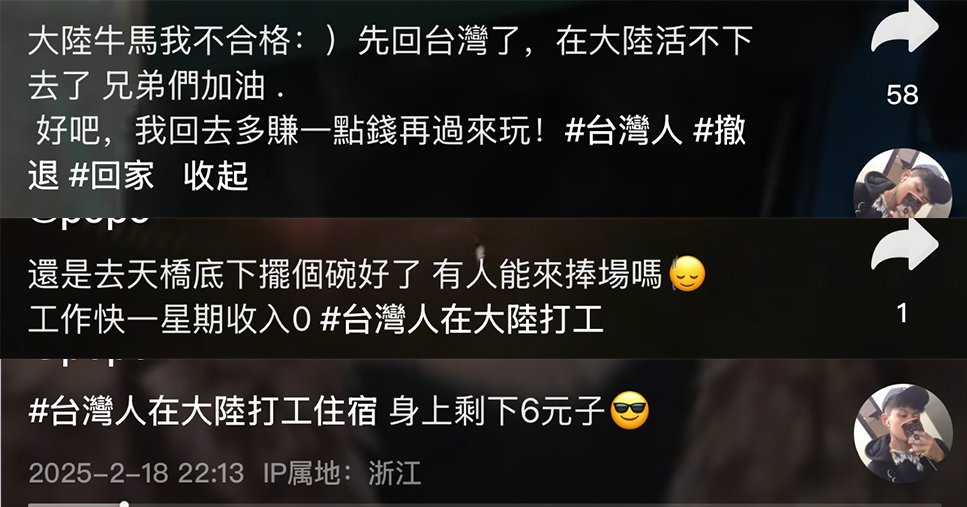 大陸牛馬我不合格：）先回台灣了，在大陸活不下
去了 兄弟們加油 .
58
好吧，我回去多賺一點錢再過來玩！#台灣人 #撤
退 #回家 收起
還是去天橋底下擺個碗好了 有人能來捧場嗎
工作快一星期收入0 #台灣人在大陸打工
1
#台灣人在大陸打工住宿 身上剩下6元子😎
2025-2-18 22:13 IP属地：浙江